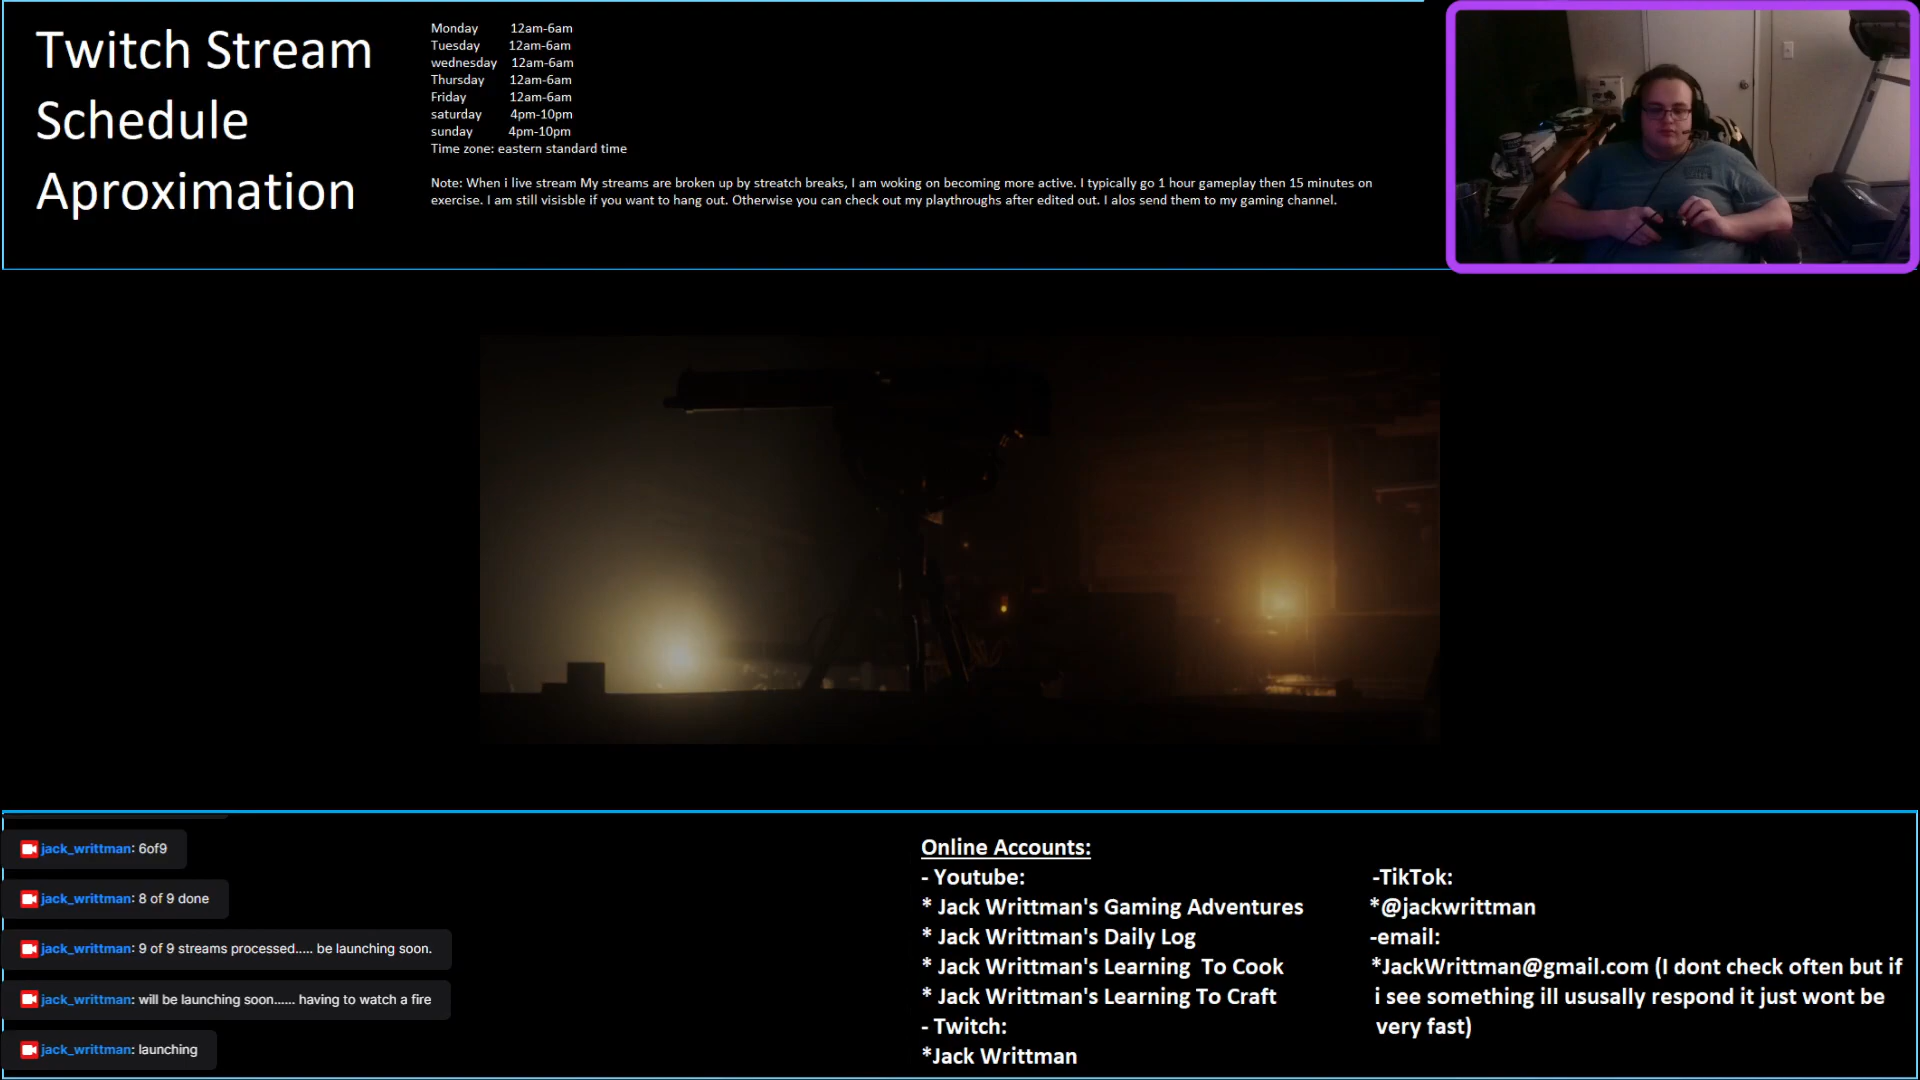 Twitch Stream
Schedule
Aproximation
Monday 12am-6am
Tuesday 12am-6am
wednesday 12am-6am
Thursday 12am-6am
Friday 12am-6am
saturday 4pm-10pm
sunday 4pm-10pm
Time zone: eastern standard time
Note: When i live stream My streams are broken up by streatch breaks, I am woking on becoming more active. I typically go 1 hour gameplay then 15 minutes on
exercise. I am still visisble if you want to hang out. Otherwise you can check out my playthroughs after edited out. I alos send them to my gaming channel.
jack_writtman: 6of9
jack_writtman: 8 of 9 done
jack_writtman: 9 of 9 streams processed..... be launching soon.
jack_writtman: will be launching soon...... having to watch a fire
jack_writtman: launching
Online Accounts:
- Youtube:
* Jack Writtman's Gaming Adventures
* Jack Writtman's Daily Log
* Jack Writtman's Learning To Cook
* Jack Writtman's Learning To Craft
- Twitch:
*Jack Writtman
-TikTok:
*@jackwrittman
-email:
*JackWrittman@gmail.com (I dont check often but if
i see something ill ususally respond it just wont be
very fast)